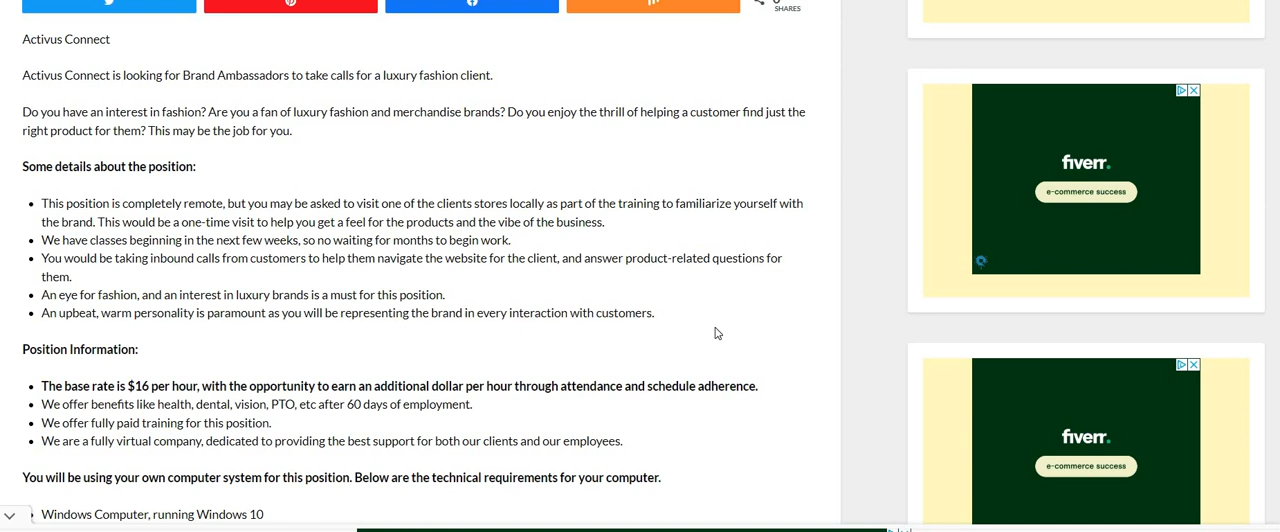 SHARES
Activus Connect
Activus Connect is looking for Brand Ambassadors to take calls for a luxury fashion client.
Do you have an interest in fashion? Are you a fan of luxury fashion and merchandise brands? Do you enjoy the thrill of helping a customer find just the
right product for them? This may be the job for you.
Some details about the position:
This position is completely remote, but you may be asked to visit one of the clients stores locally as part of the training to familiarize yourself with
the brand. This would be a one-time visit to help you get a feel for the products and the vibe of the business.
We have classes beginning in the next few weeks, so no waiting for months to begin work.
You would be taking inbound calls from customers to help them navigate the website for the client, and answer product-related questions for
them.
An eye for fashion, and an interest in luxury brands is a must for this position.
An upbeat, warm personality is paramount as you will be representing the brand in every interaction with customers.
Position Information:
The base rate is $16 per hour, with the opportunity to earn an additional dollar per hour through attendance and schedule adherence.
We offer benefits like health, dental, vision, PTO, etc after 60 days of employment.
We offer fully paid training for this position.
We are a fully virtual company, dedicated to providing the best support for both our clients and our employees.
You will be using your own computer system for this position. Below are the technical requirements for your computer.
Windows Computer, running Windows 10
fiverr.
e-commerce success
fiverr.
e-commerce success